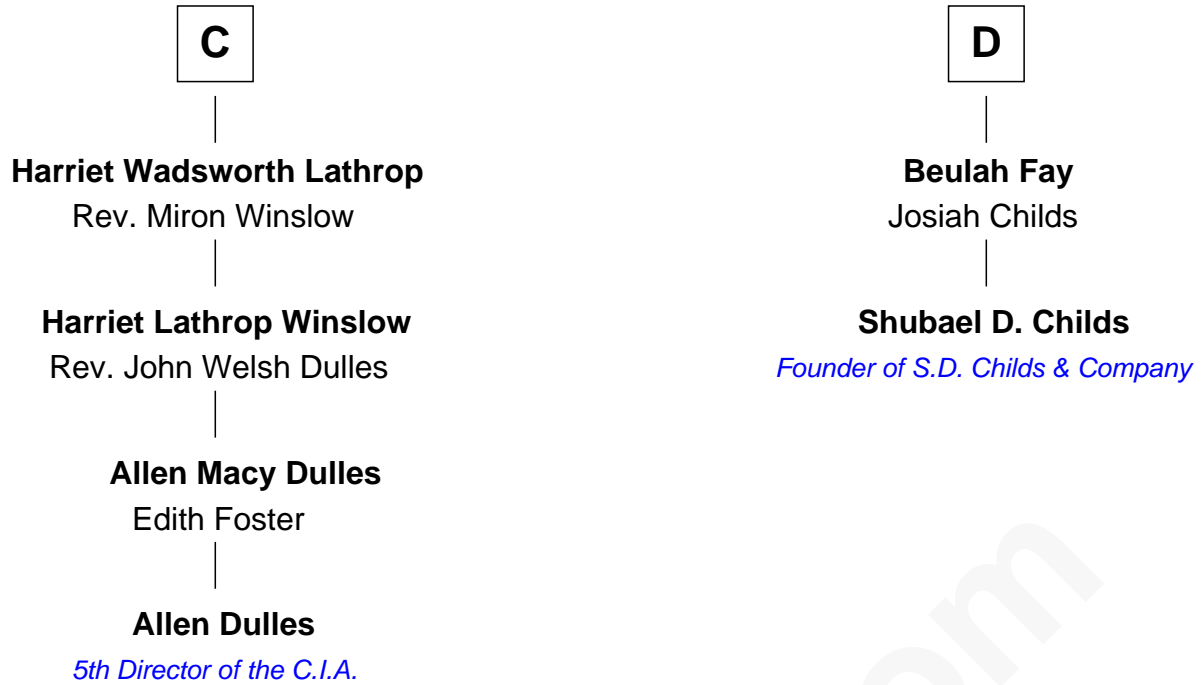 C
Harriet Wadsworth Lathrop
Rev. Miron Winslow
Harriet Lathrop Winslow
Rev. John Welsh Dulles
Allen Macy Dulles
Edith Foster
Allen Dulles
5th Director of the C.I.A.
D
Beulah Fay
Josiah Childs
Shubael D. Childs
Founder of S.D. Childs & Company
om